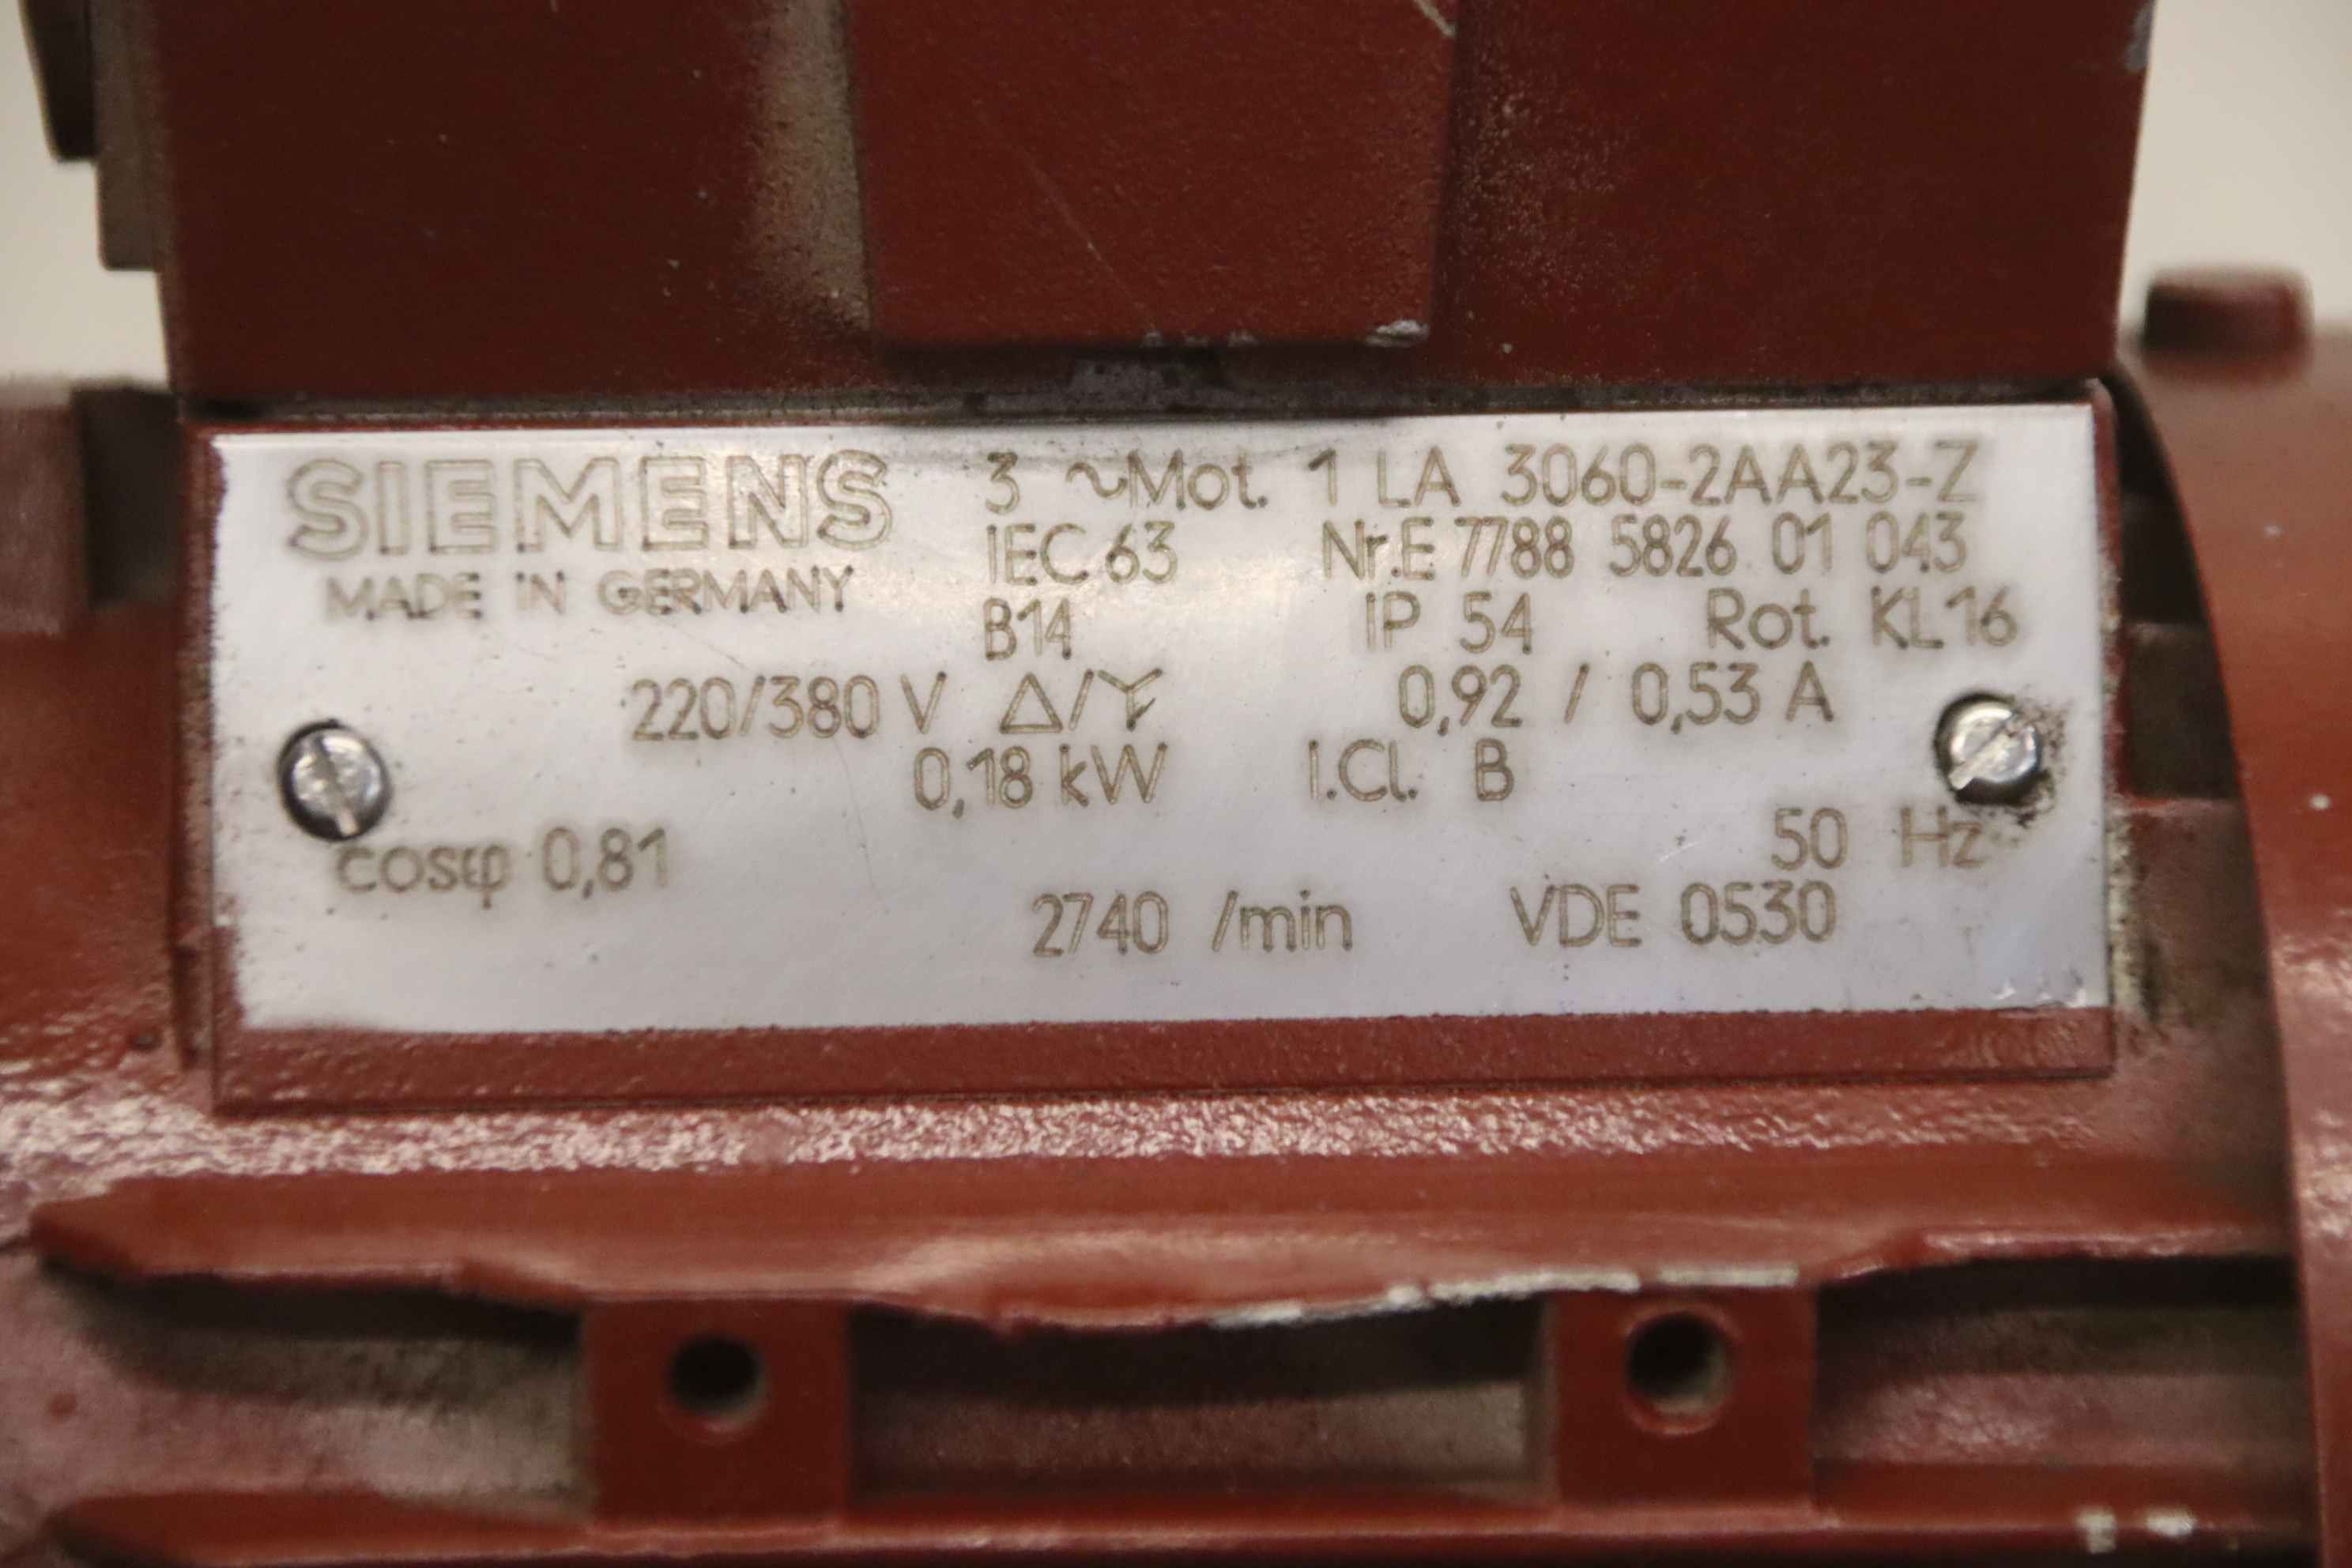 SIEMENS 3 ~Mot. 1 LA 3060-2AA23-Z
MADE IN GERMANY IEC 63 Nr.E 7788 5826 01 043
B14 IP 54 Rot. KL16
220/380 V Δ/Y 0,92 / 0,53 A
0,18 kW I.Cl. B
cosφ 0,81 50 Hz
2740 /min VDE 0530